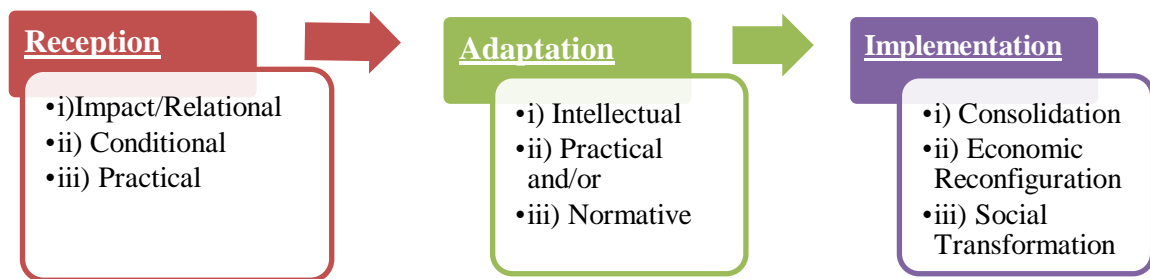 Reception
•i)Impact/Relational
•ii) Conditional
•iii) Practical
Adaptation
•i) Intellectual
•ii) Practical
and/or
•iii) Normative
Implementation
•i) Consolidation
•ii) Economic
Reconfiguration
•iii) Social
Transformation